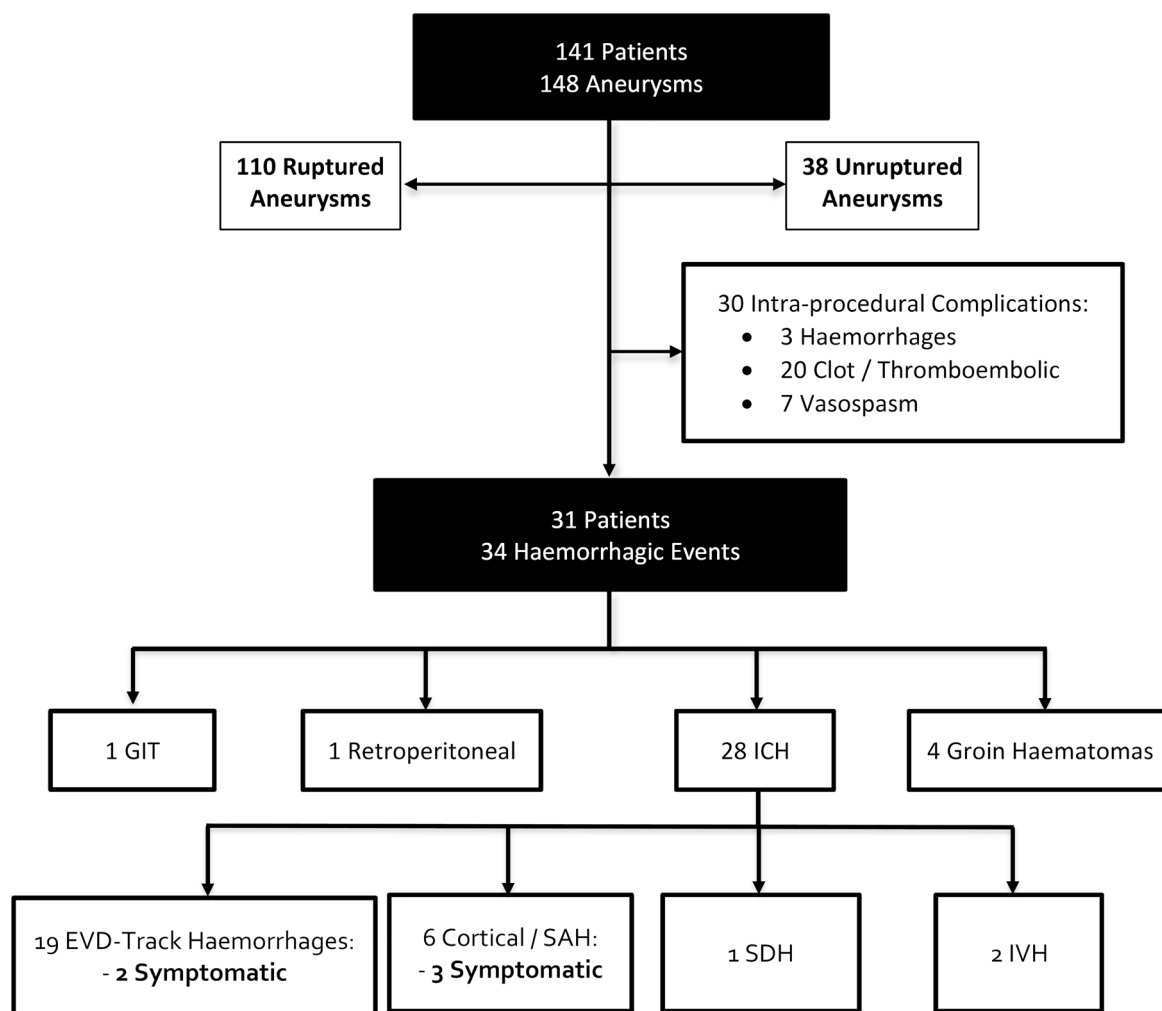 141 Patients
148 Aneurysms
110 Ruptured
Aneurysms
38 Unruptured
Aneurysms
30 Intra-procedural Complications:
• 3 Haemorrhages
• 20 Clot / Thromboembolic
• 7 Vasospasm
31 Patients
34 Haemorrhagic Events
1 GIT
1 Retroperitoneal
28 ICH
4 Groin Haematomas
19 EVD-Track Haemorrhages:
- 2 Symptomatic
6 Cortical / SAH:
- 3 Symptomatic
1 SDH
2 IVH